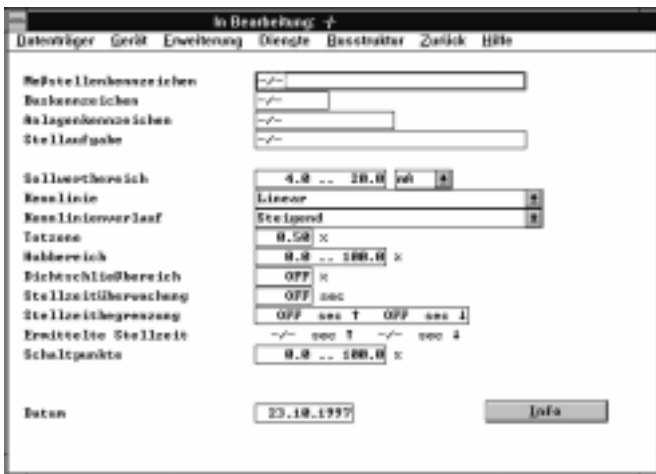 In Bearbeitung: -/-
Datenträger Gerät Erweiterung Dienste Busstruktur Zurück Hilfe
Meßstellenkennzeichen -/-
Buskennzeichen -/-
Anlagenkennzeichen -/-
Stellaufgabe -/-
Sollwertbereich 4.0 .. 20.0 mA
Kennlinie Linear
Kennlinienverlauf Steigend
Totzone 0.50 %
Hubbereich 0.0 .. 100.0 %
Dichtschließbereich OFF %
Stellzeitüberwachung OFF sec
Stellzeitbegrenzung OFF sec ↑ OFF sec ↓
Ermittelte Stellzeit -/- sec ↑ -/- sec ↓
Schaltpunkte 0.0 .. 100.0 %
Datum 23.10.1997 Info